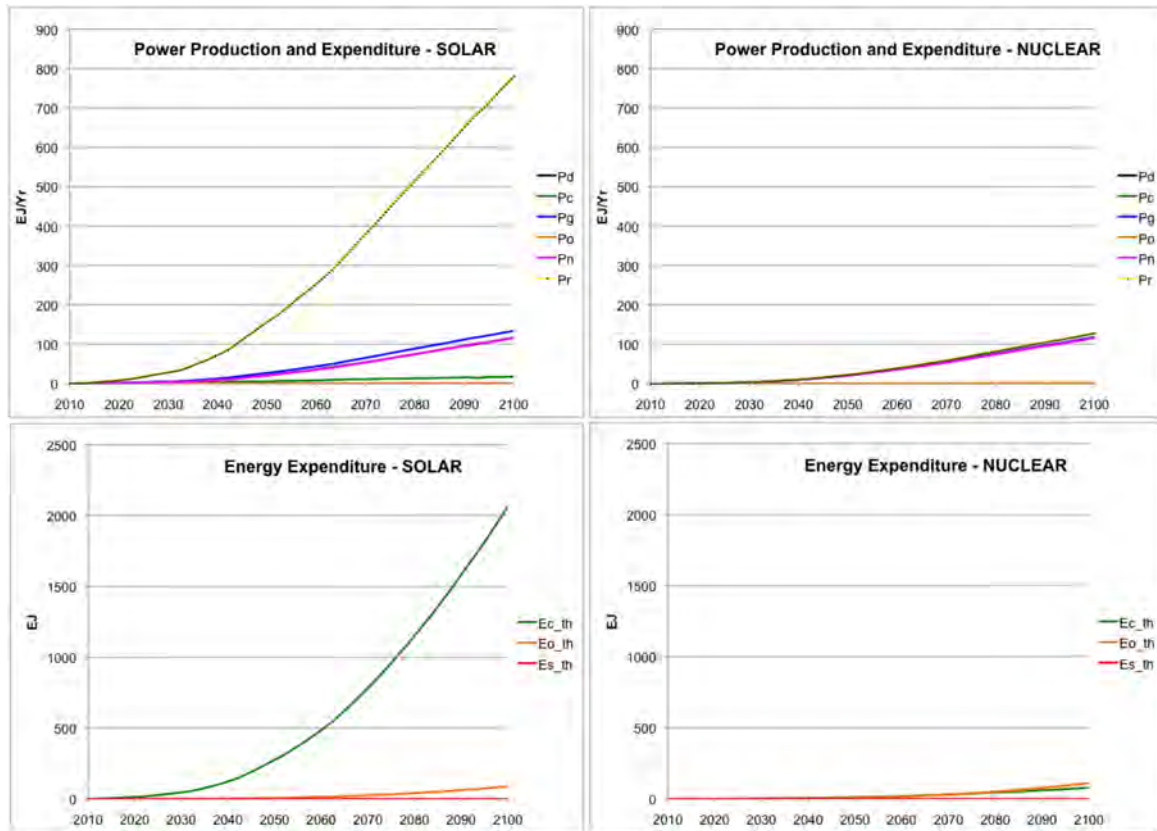 Power Production and Expenditure - SOLAR
900
800
700
600
500
400
300
200
100
0
EJ/Yr
2010 2020 2030 2040 2050 2060 2070 2080 2090 2100
Pd
Pc
Pg
Po
Pn
Pr
Power Production and Expenditure - NUCLEAR
900
800
700
600
500
400
300
200
100
0
EJ/Yr
2010 2020 2030 2040 2050 2060 2070 2080 2090 2100
Pd
Pc
Pg
Po
Pn
Pr
Energy Expenditure - SOLAR
2500
2000
1500
1000
500
0
EJ
2010 2020 2030 2040 2050 2060 2070 2080 2090 2100
Ec_th
Eo_th
Es_th
Energy Expenditure - NUCLEAR
2500
2000
1500
1000
500
0
EJ
2010 2020 2030 2040 2050 2060 2070 2080 2090 2100
Ec_th
Eo_th
Es_th